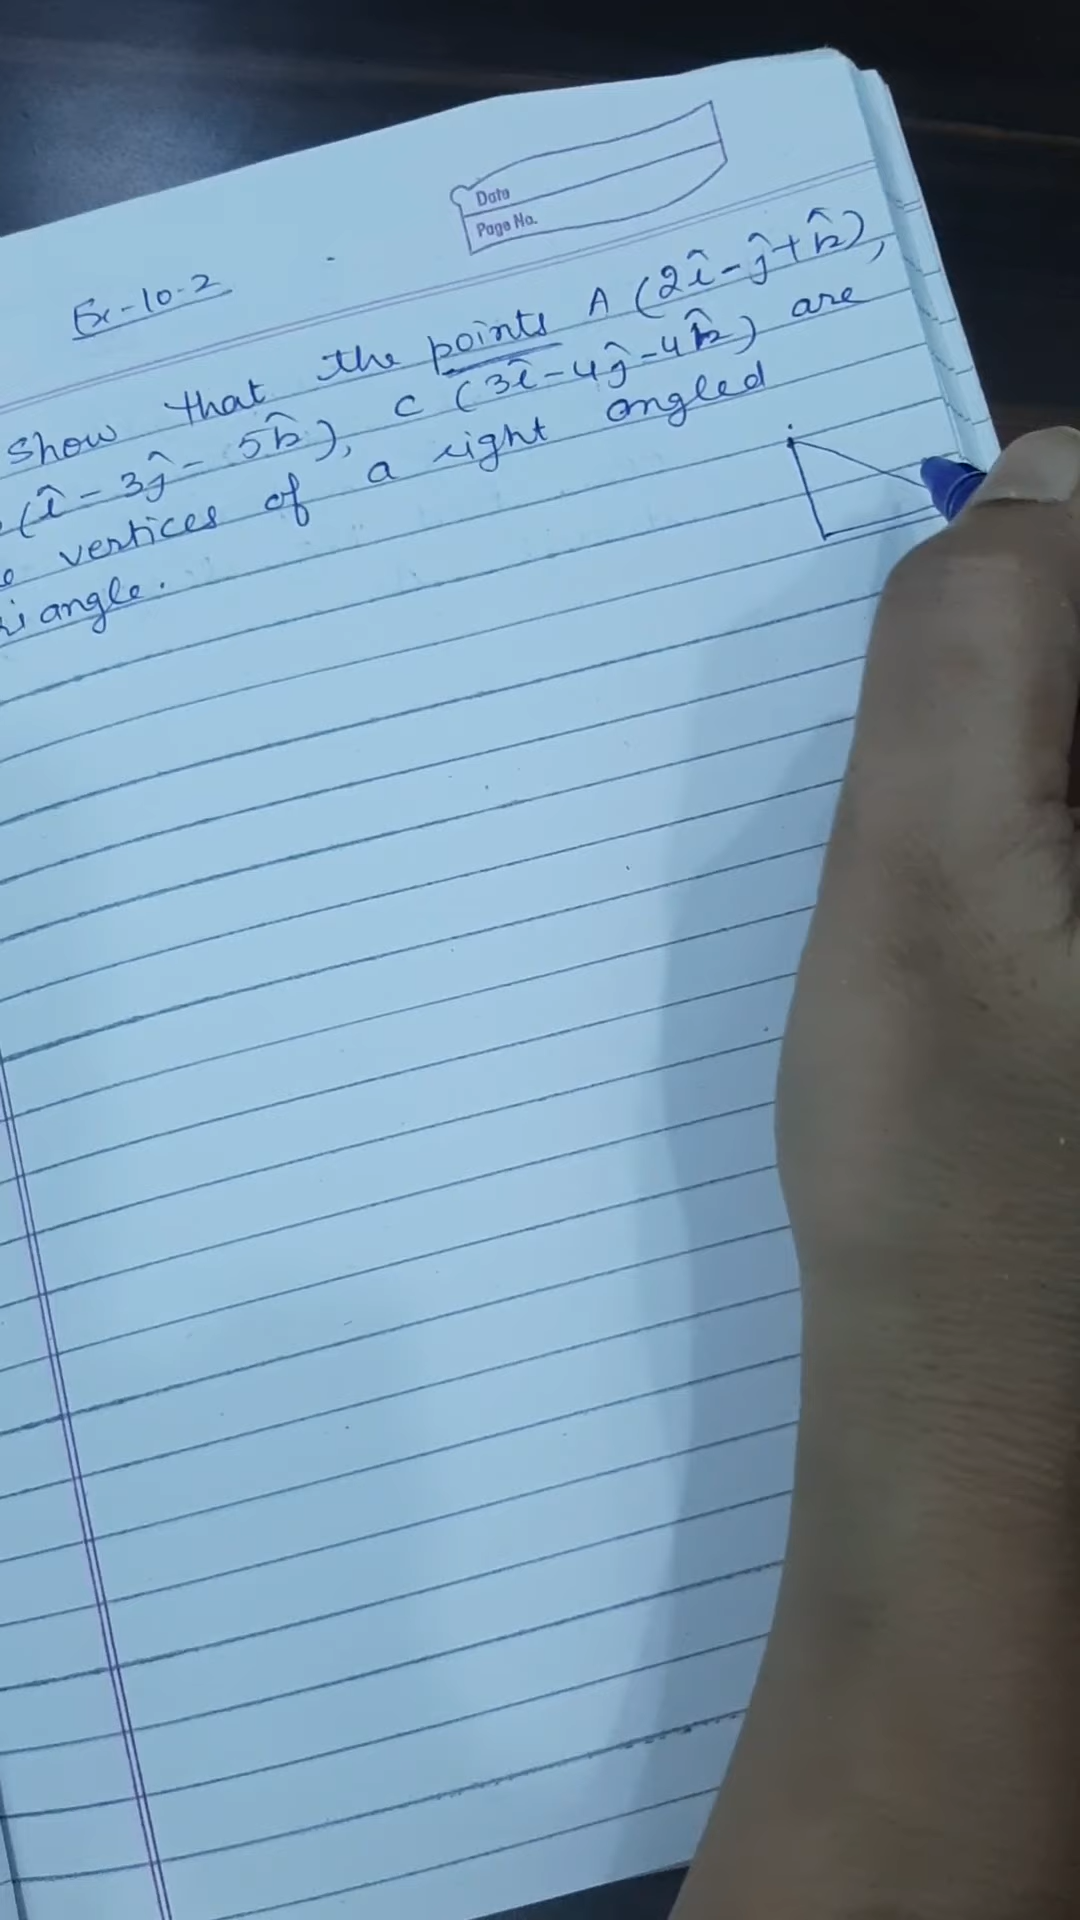 Date
Page No.
Ex-10.2
Show that the points A (2î-ĵ+k̂),
(î-3ĵ-5k̂), C (3î-4ĵ-4k̂) are
vertices of a right angled
riangle.